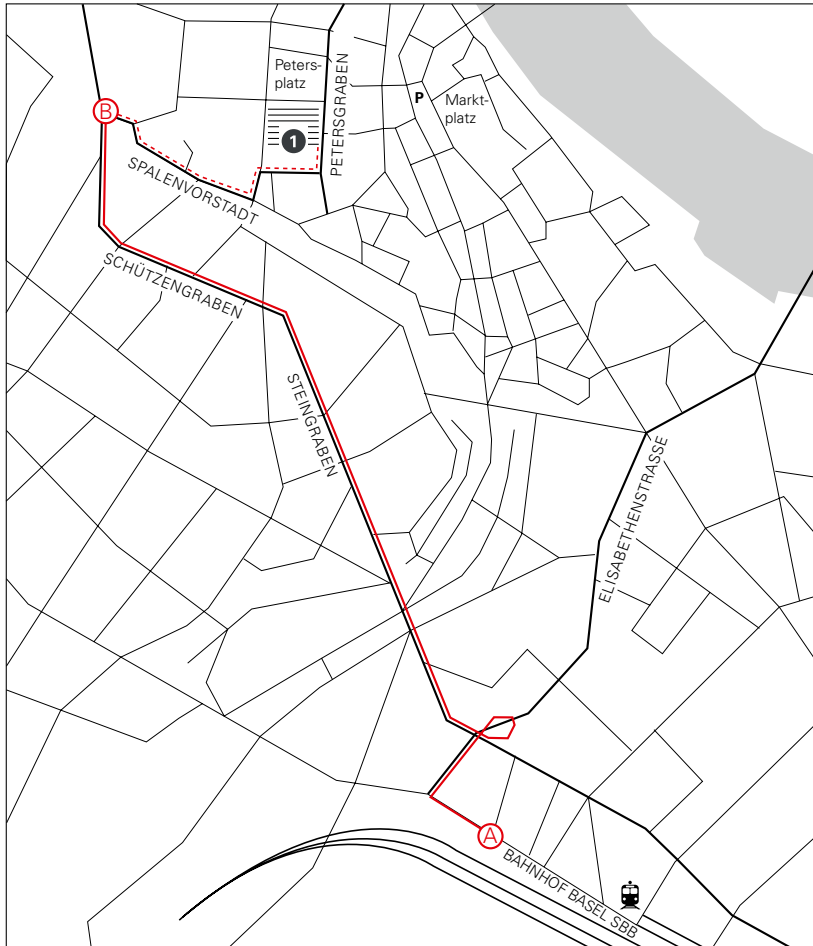 Peters-
platz
PETERSGRABEN
P
Markt-
platz
B
1
SPALENVORSTADT
SCHÜTZENGRABEN
STEINGRABEN
ELISABETHENSTRASSE
A
BAHNHOF BASEL SBB